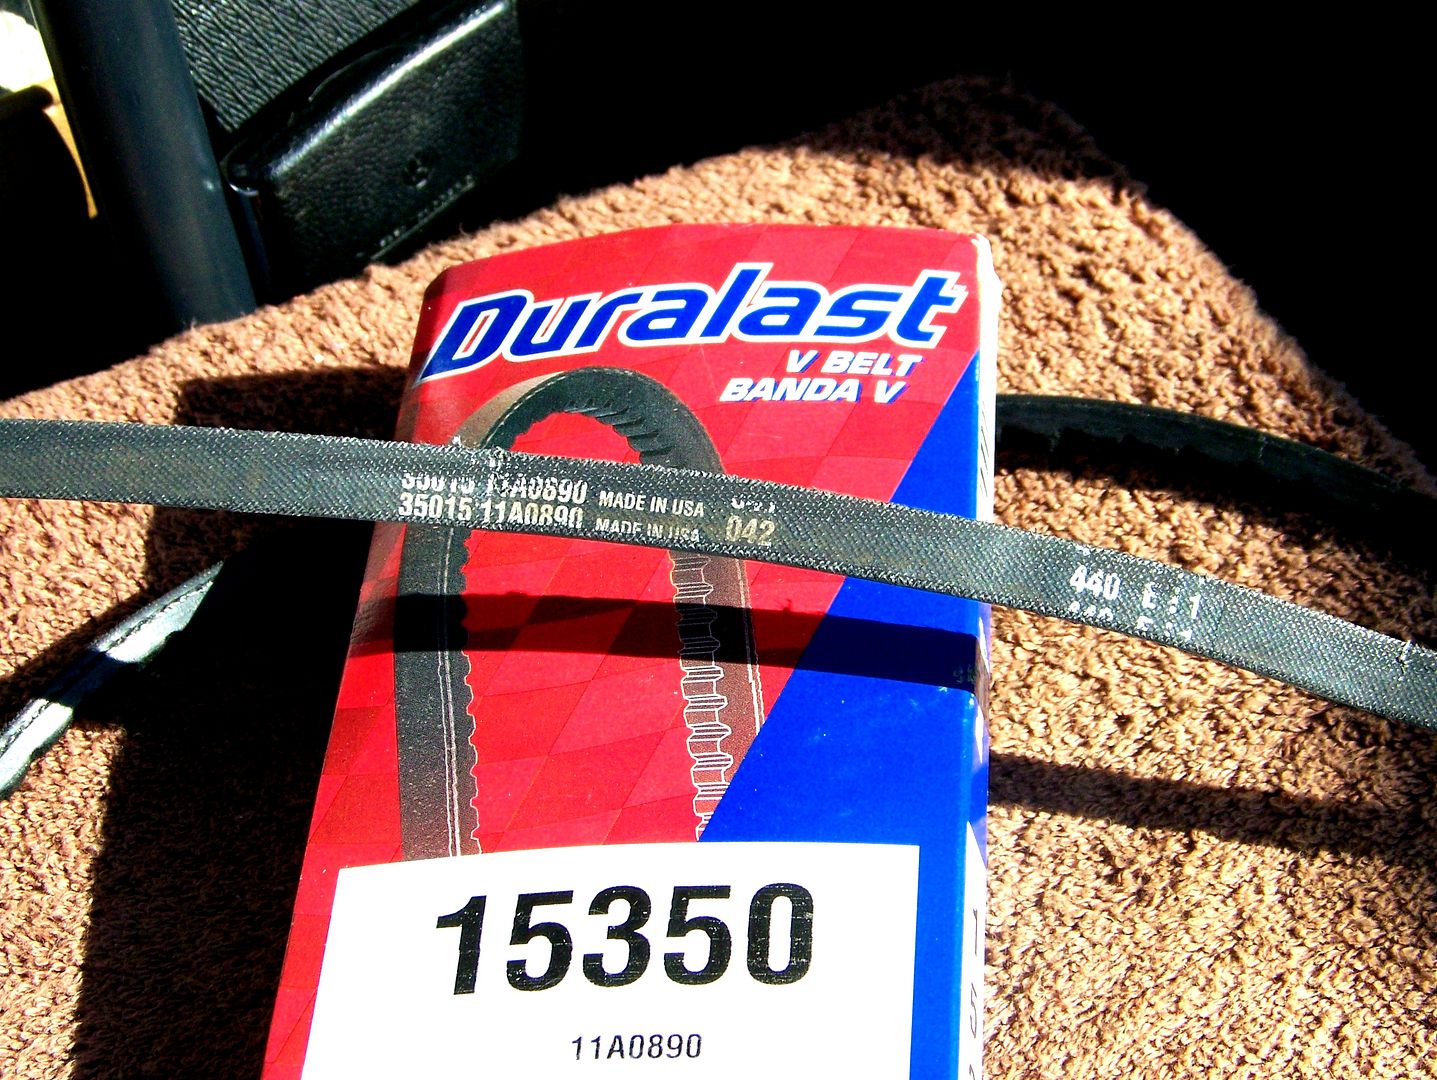 Duralast
V BELT
BANDA V
35015 11A0890 MADE IN USA
35015 11A0890 MADE IN USA 042
440
15350
11A0890